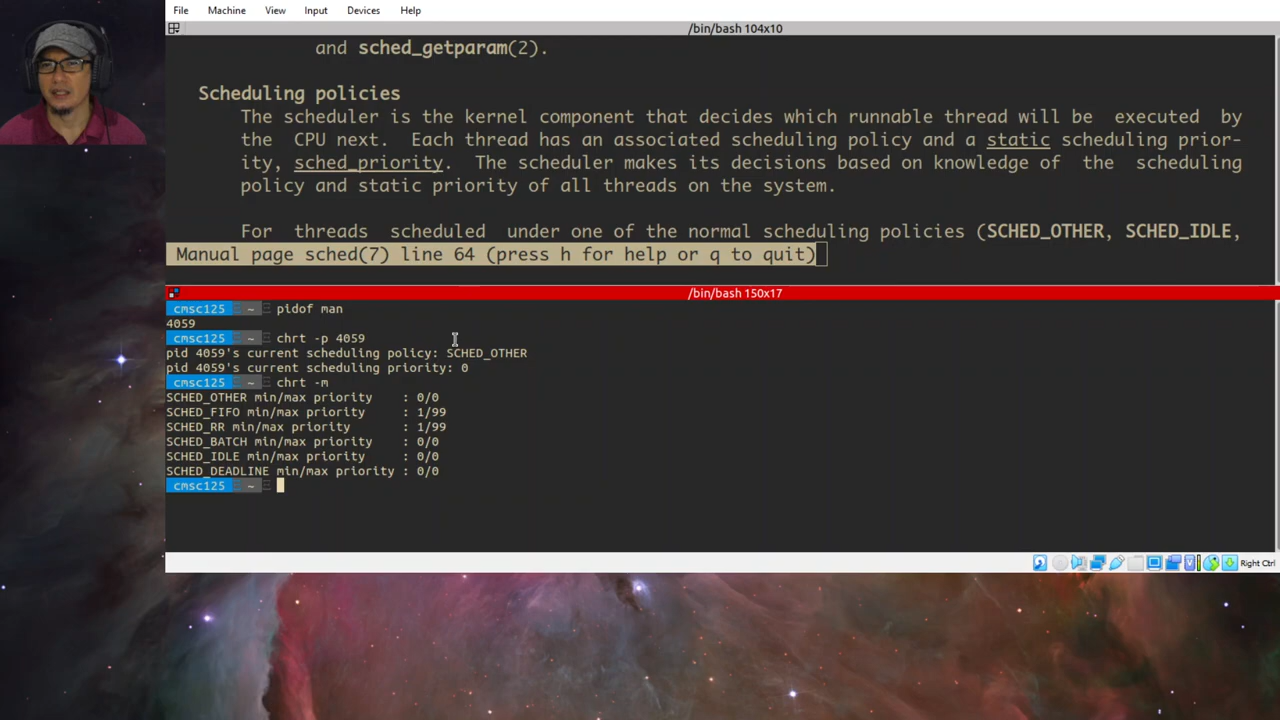 File Machine View Input Devices Help
/bin/bash 104x10
and sched_getparam(2).
Scheduling policies
The scheduler is the kernel component that decides which runnable thread will be executed by
the CPU next. Each thread has an associated scheduling policy and a static scheduling prior-
ity, sched_priority. The scheduler makes its decisions based on knowledge of the scheduling
policy and static priority of all threads on the system.
For threads scheduled under one of the normal scheduling policies (SCHED_OTHER, SCHED_IDLE,
Manual page sched(7) line 64 (press h for help or q to quit)
/bin/bash 150x17
cmsc125 ~ pidof man
4059
cmsc125 ~ chrt -p 4059
pid 4059's current scheduling policy: SCHED_OTHER
pid 4059's current scheduling priority: 0
cmsc125 ~ chrt -m
SCHED_OTHER min/max priority : 0/0
SCHED_FIFO min/max priority : 1/99
SCHED_RR min/max priority : 1/99
SCHED_BATCH min/max priority : 0/0
SCHED_IDLE min/max priority : 0/0
SCHED_DEADLINE min/max priority : 0/0
cmsc125 ~
Right Ctrl